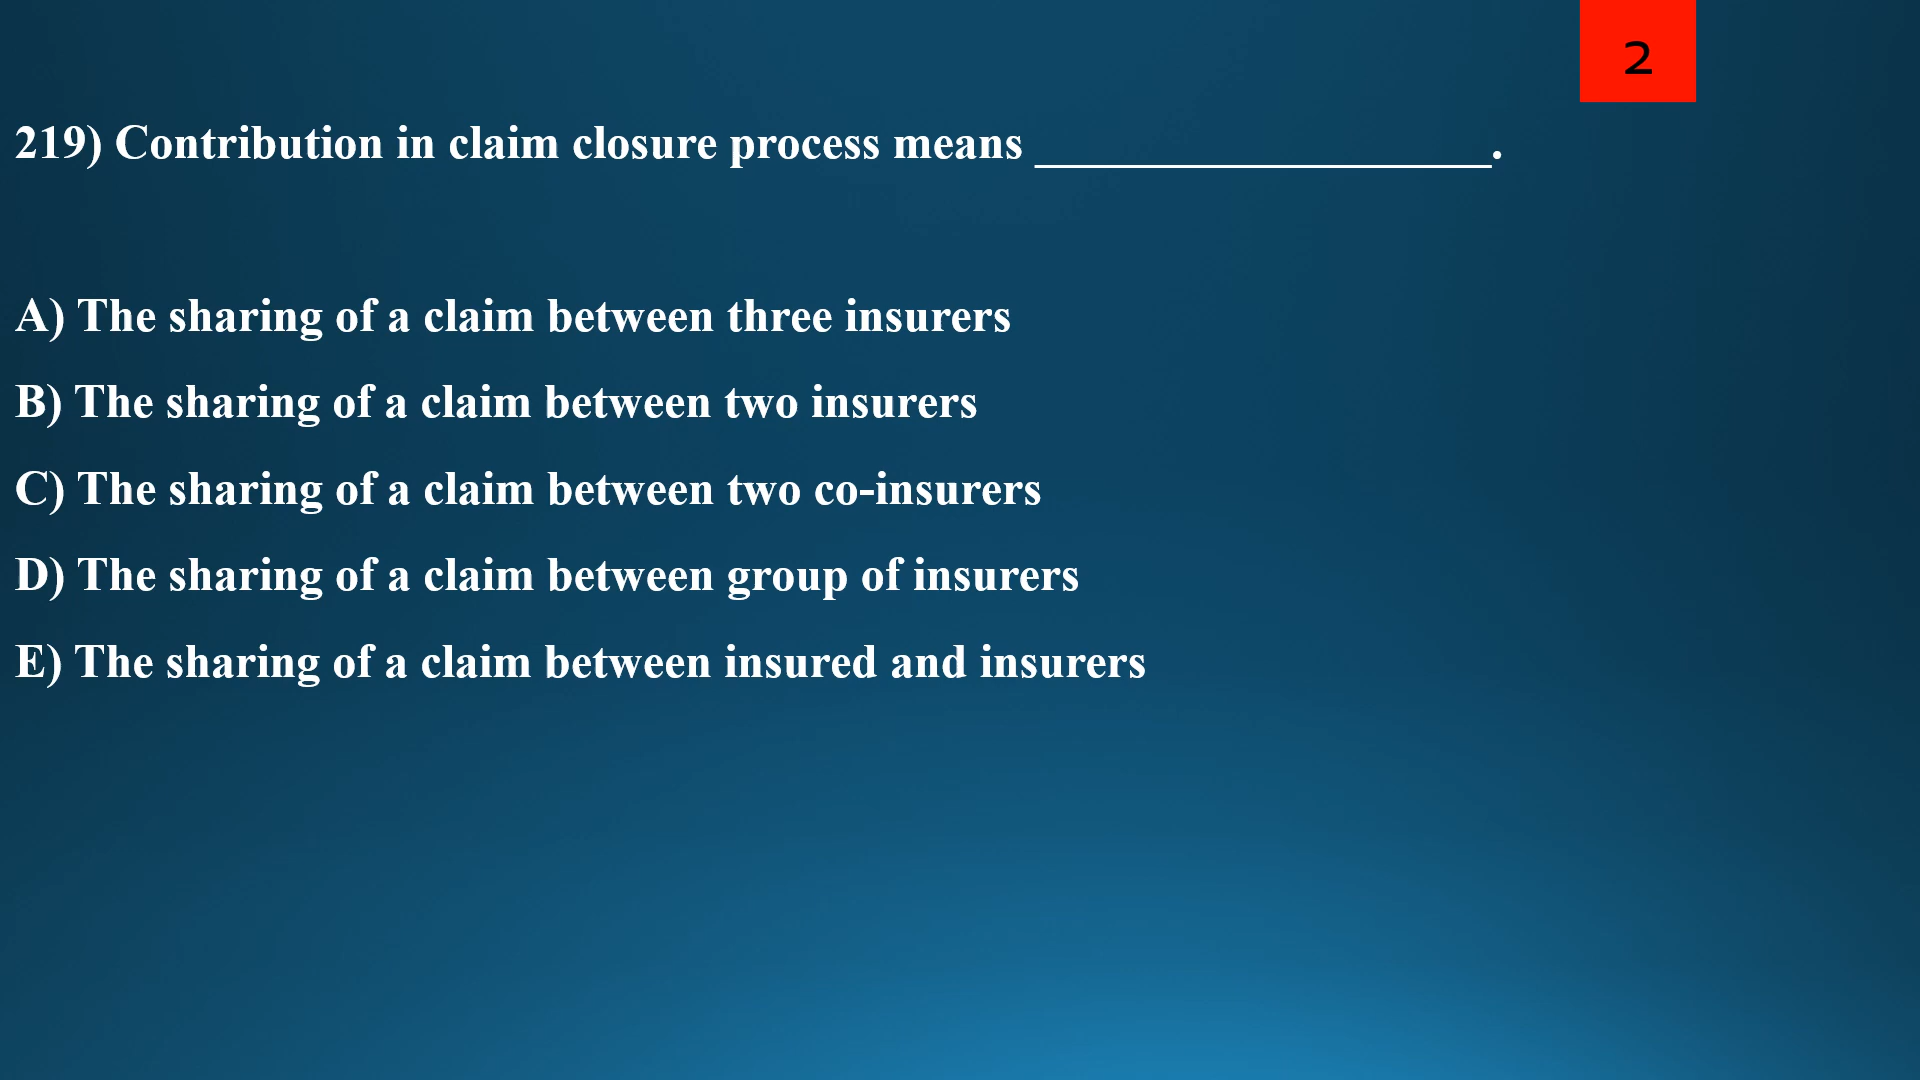 2
219) Contribution in claim closure process means ___________________.
A) The sharing of a claim between three insurers
B) The sharing of a claim between two insurers
C) The sharing of a claim between two co-insurers
D) The sharing of a claim between group of insurers
E) The sharing of a claim between insured and insurers